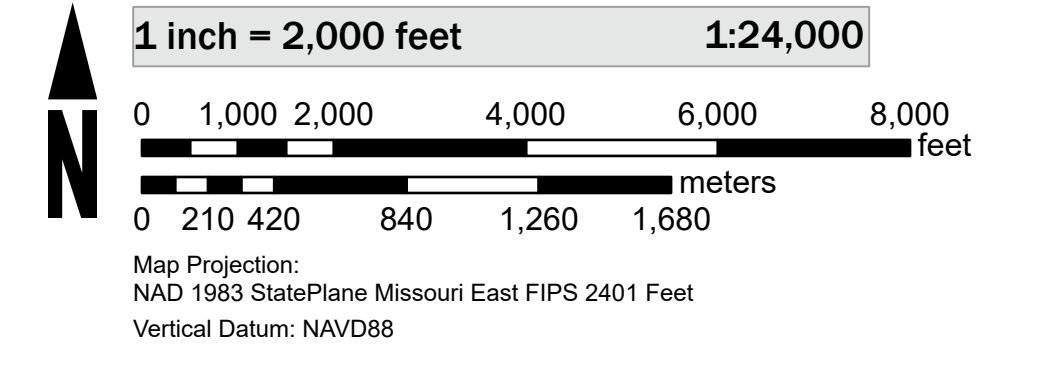 N
1 inch = 2,000 feet 1:24,000
0 1,000 2,000 4,000 6,000 8,000
feet
meters
0 210 420 840 1,260 1,680
Map Projection:
NAD 1983 StatePlane Missouri East FIPS 2401 Feet
Vertical Datum: NAVD88